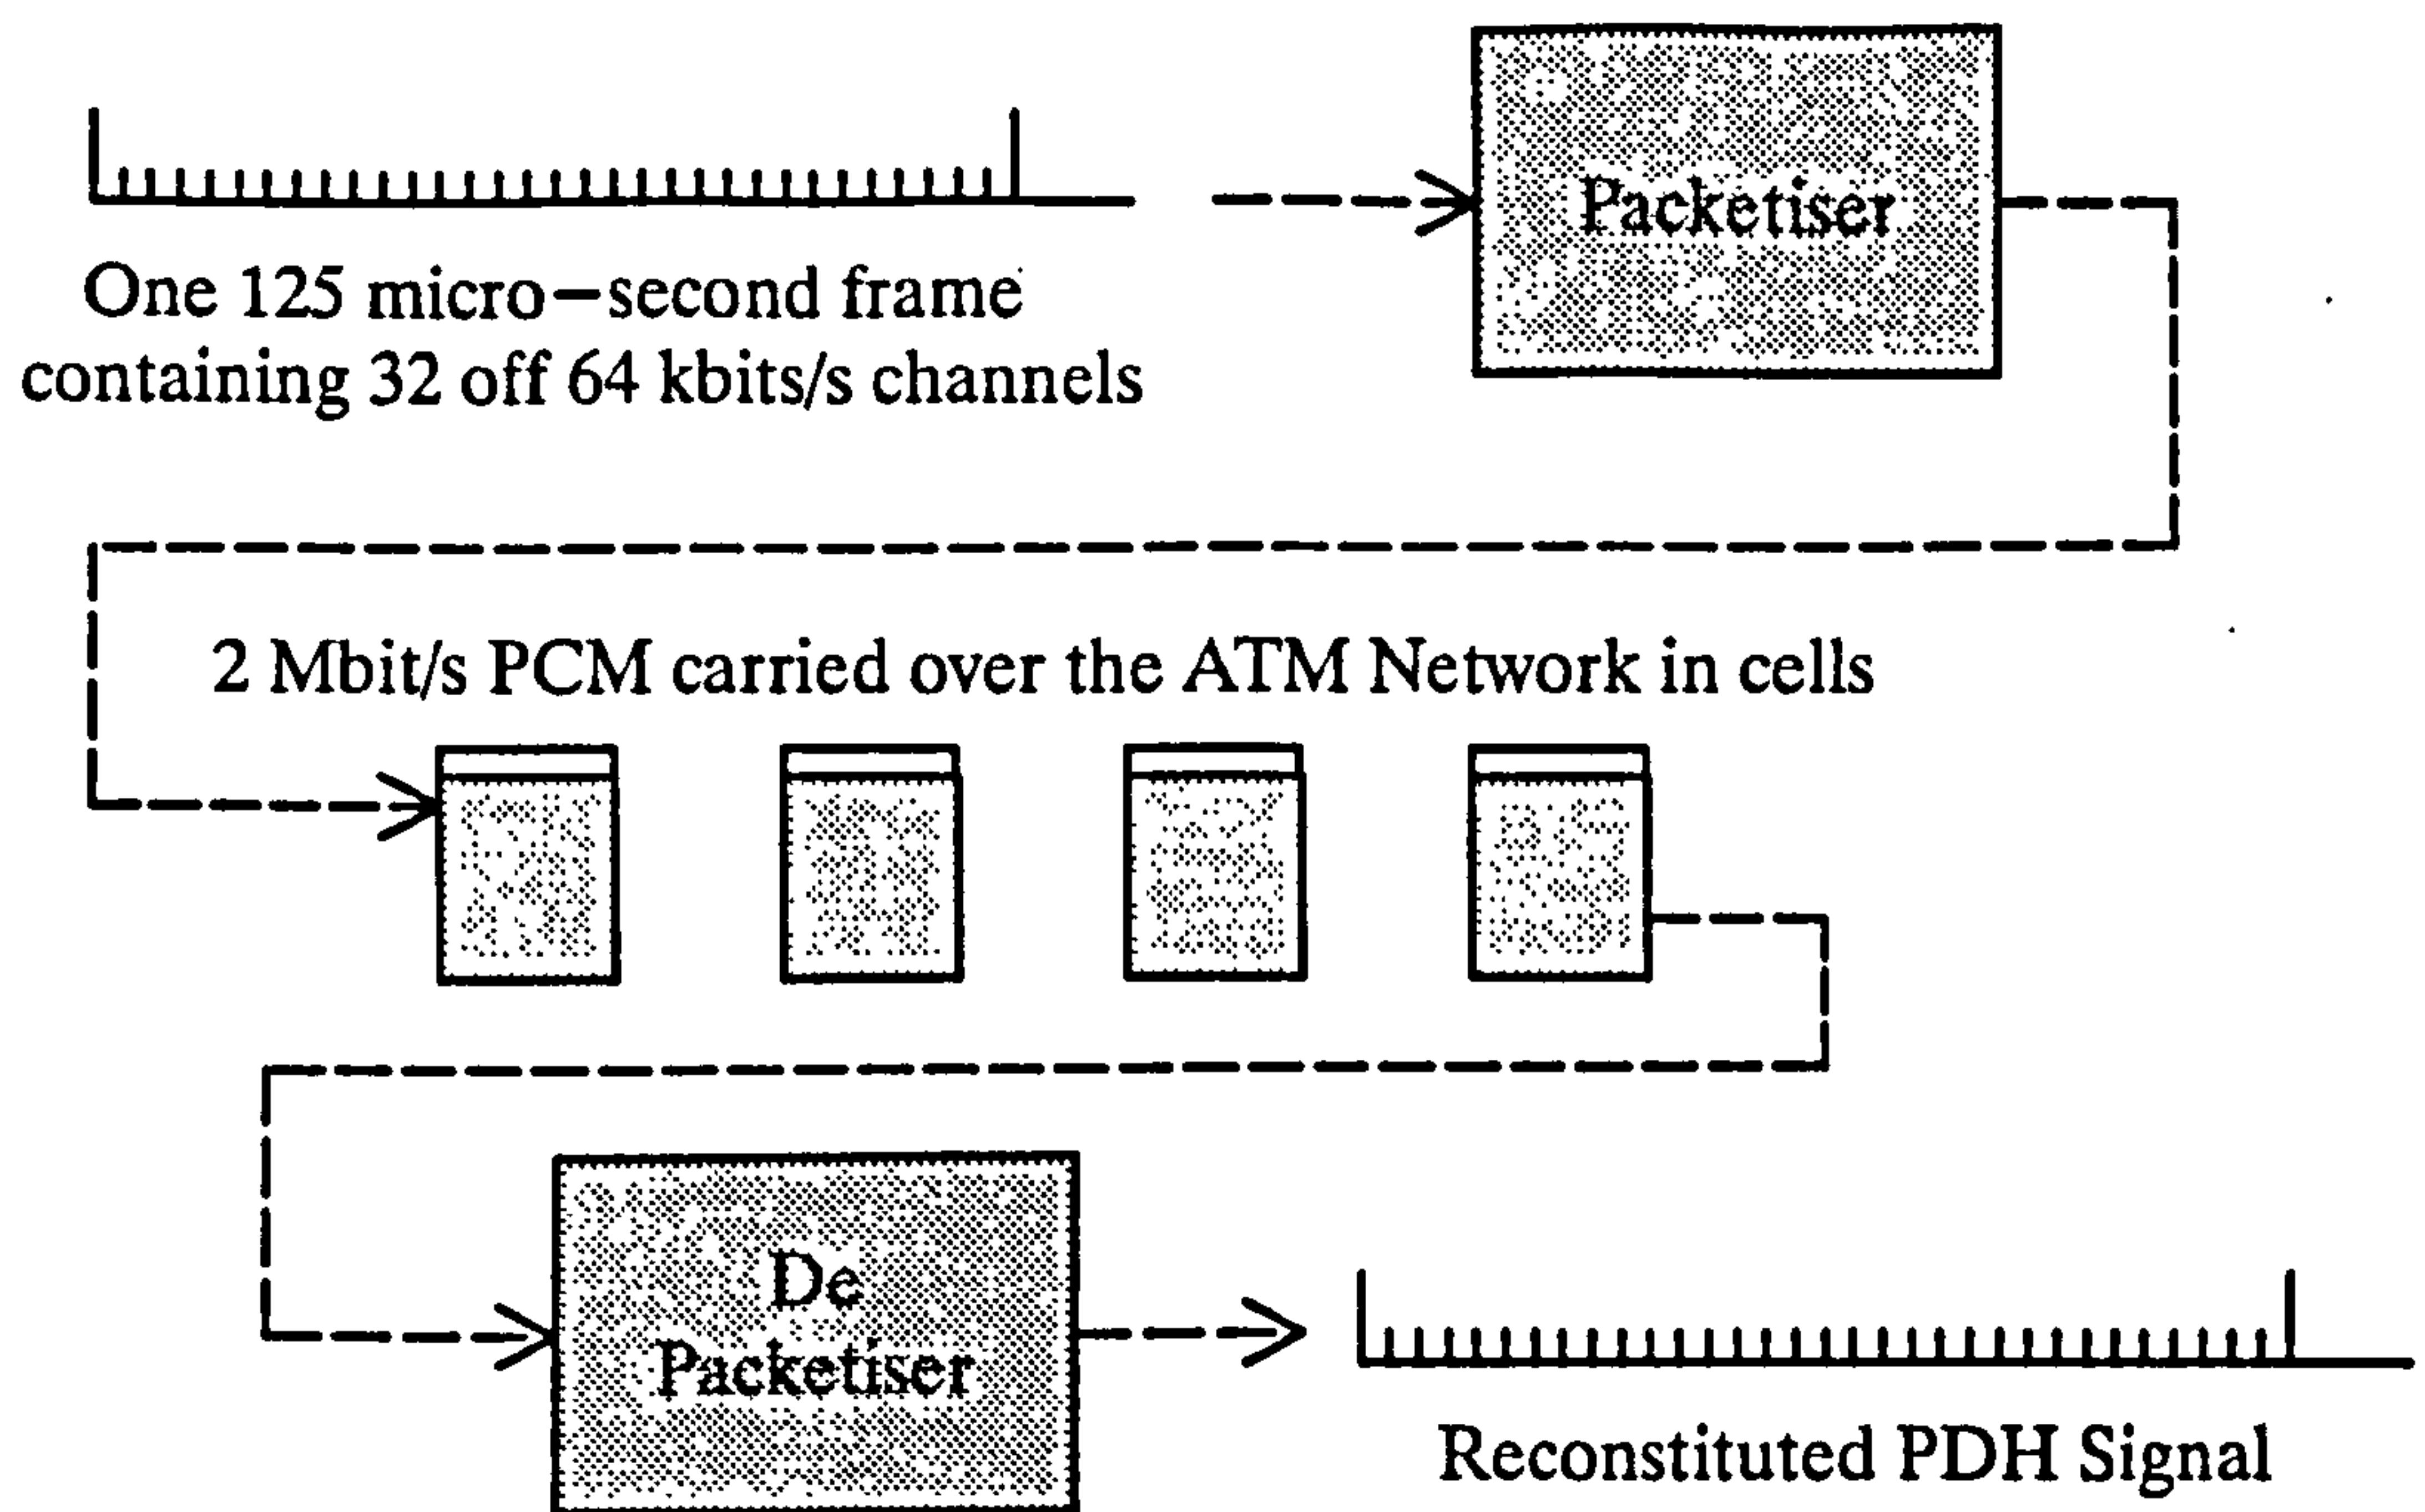 Packetiser
One 125 micro—second frame
containing 32 off 64 kbits/s channels
2 Mbit/s PCM carried over the ATM Network in cells
De
Packetiser
Reconstituted PDH Signal